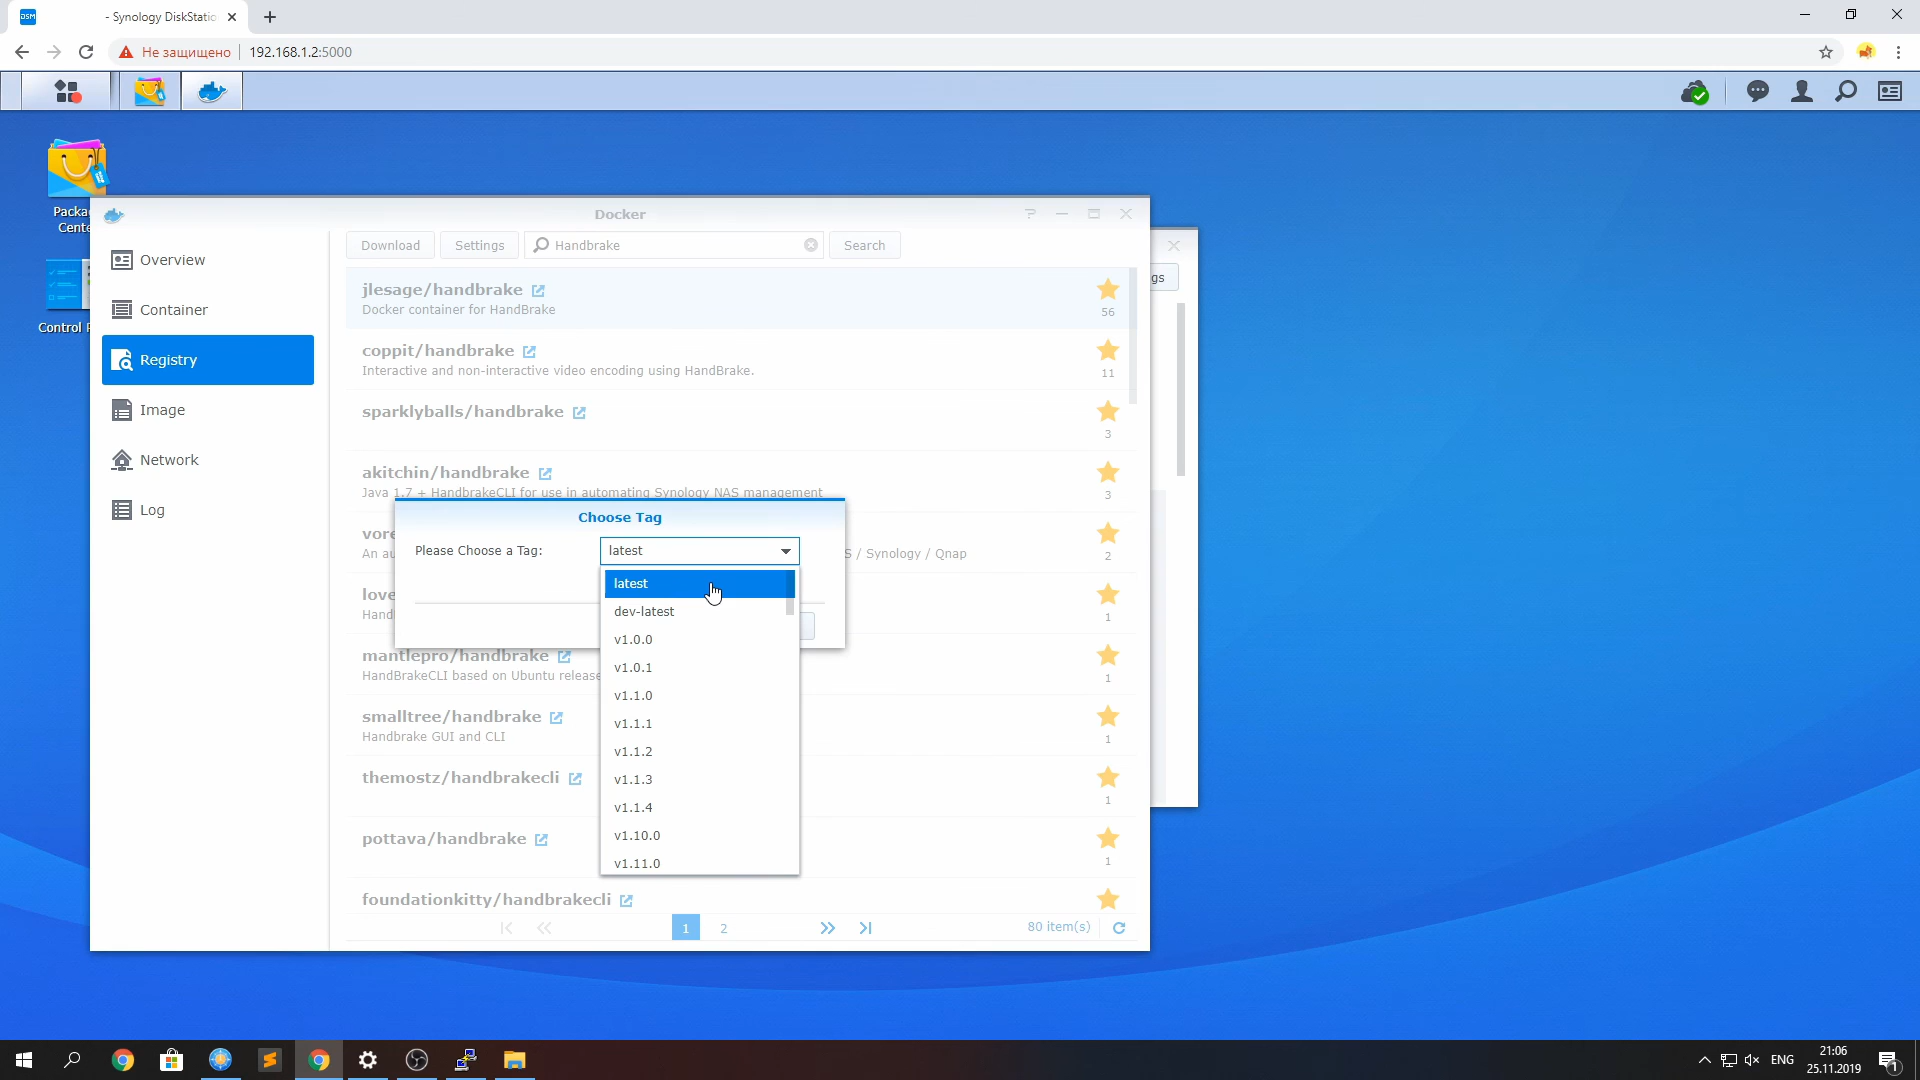 DSM
- Synology DiskStatio
Не защищено
192.168.1.2:5000
Packa
Cente
Control P
Docker
Overview
Container
Registry
Image
Network
Log
Download
Settings
Handbrake
Search
gs
jlesage/handbrake
Docker container for HandBrake
56
coppit/handbrake
Interactive and non-interactive video encoding using HandBrake.
11
sparklyballs/handbrake
3
akitchin/handbrake
Java 1.7 + HandbrakeCLI for use in automating Synology NAS management
3
vore
An au
S / Synology / Qnap
2
love
Hand
1
mantlepro/handbrake
HandBrakeCLI based on Ubuntu release
1
smalltree/handbrake
Handbrake GUI and CLI
1
themostz/handbrakecli
1
pottava/handbrake
1
foundationkitty/handbrakecli
Choose Tag
Please Choose a Tag:
latest
latest
dev-latest
v1.0.0
v1.0.1
v1.1.0
v1.1.1
v1.1.2
v1.1.3
v1.1.4
v1.10.0
v1.11.0
1
2
80 item(s)
ENG
21:06
25.11.2019
1